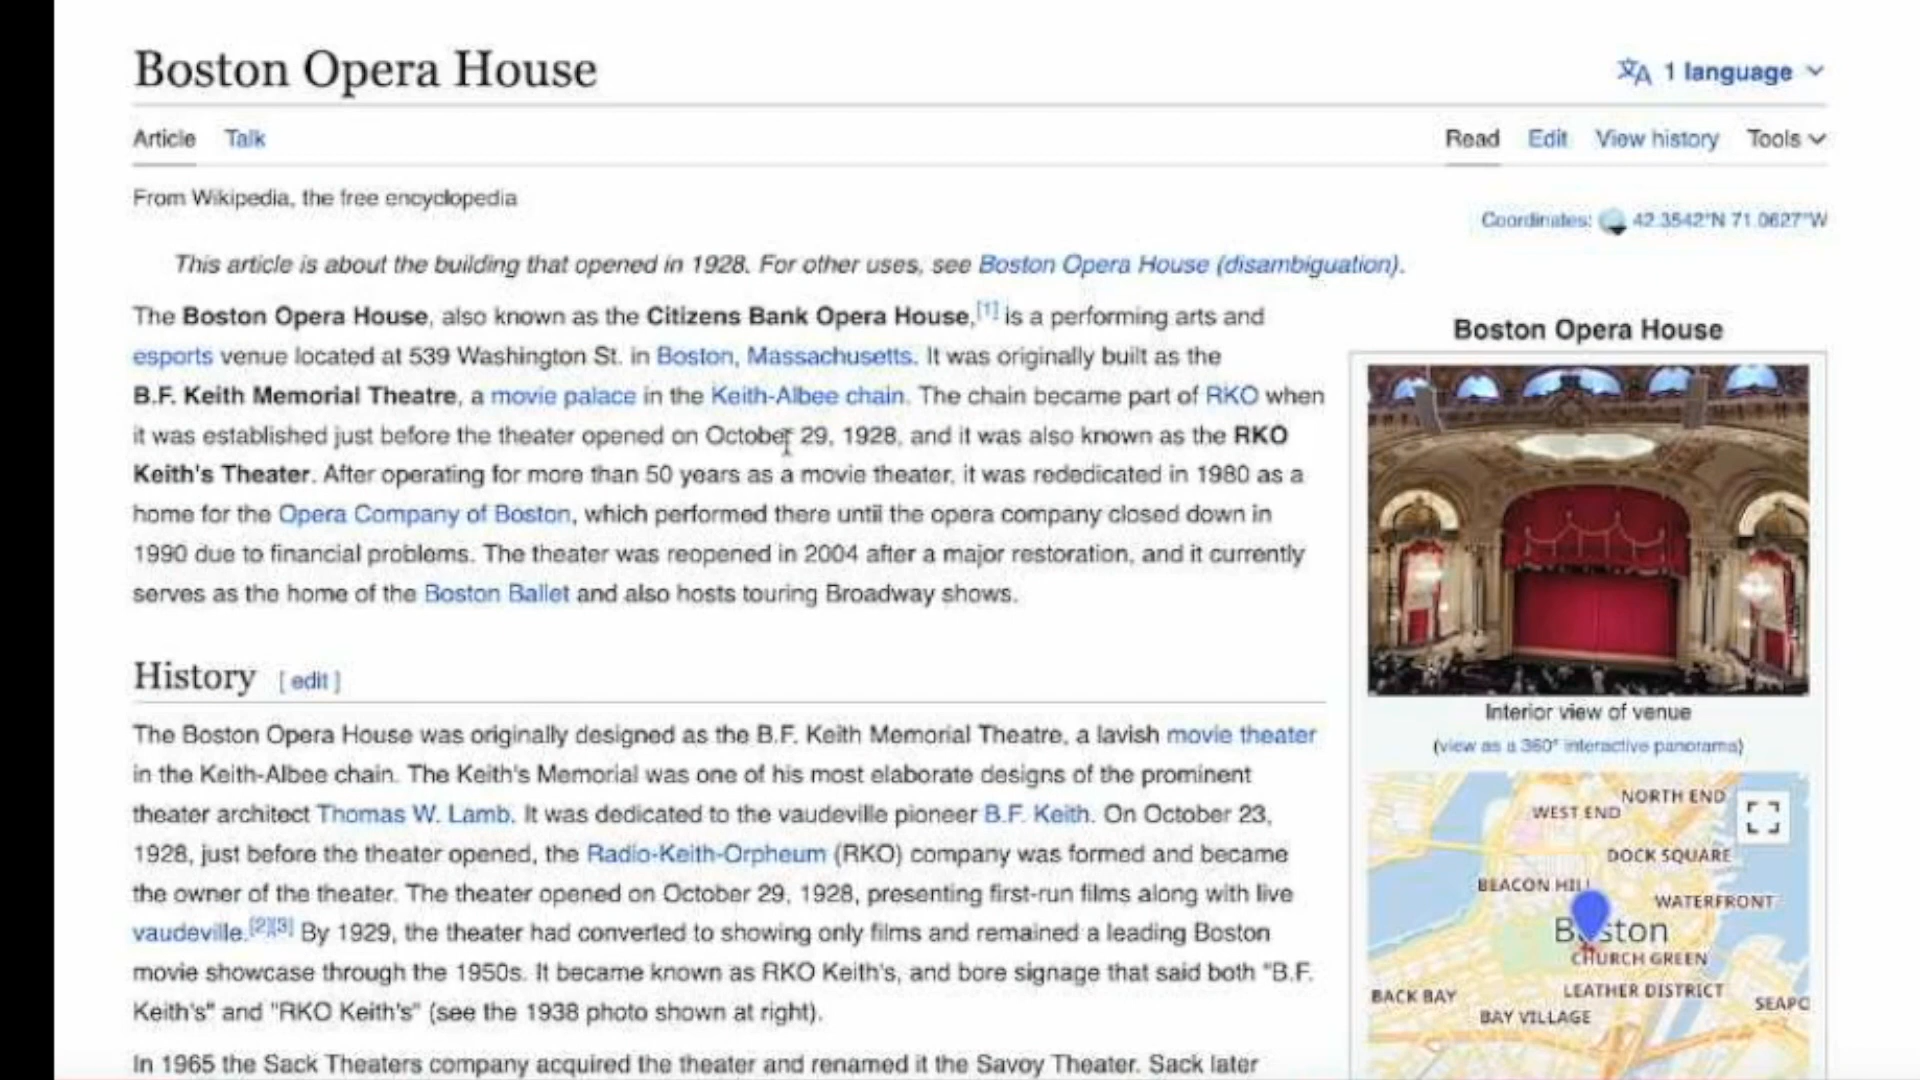 Boston Opera House
1 language
Article Talk
Read Edit View history Tools
From Wikipedia, the free encyclopedia
Coordinates: 42.3542°N 71.0627°W
This article is about the building that opened in 1928. For other uses, see Boston Opera House (disambiguation).
The Boston Opera House, also known as the Citizens Bank Opera House,[1] is a performing arts and
esports venue located at 539 Washington St. in Boston, Massachusetts. It was originally built as the
B.F. Keith Memorial Theatre, a movie palace in the Keith-Albee chain. The chain became part of RKO when
it was established just before the theater opened on October 29, 1928, and it was also known as the RKO
Keith's Theater. After operating for more than 50 years as a movie theater, it was rededicated in 1980 as a
home for the Opera Company of Boston, which performed there until the opera company closed down in
1990 due to financial problems. The theater was reopened in 2004 after a major restoration, and it currently
serves as the home of the Boston Ballet and also hosts touring Broadway shows.
History [ edit ]
The Boston Opera House was originally designed as the B.F. Keith Memorial Theatre, a lavish movie theater
in the Keith-Albee chain. The Keith's Memorial was one of his most elaborate designs of the prominent
theater architect Thomas W. Lamb. It was dedicated to the vaudeville pioneer B.F. Keith. On October 23,
1928, just before the theater opened, the Radio-Keith-Orpheum (RKO) company was formed and became
the owner of the theater. The theater opened on October 29, 1928, presenting first-run films along with live
vaudeville.[2][3] By 1929, the theater had converted to showing only films and remained a leading Boston
movie showcase through the 1950s. It became known as RKO Keith's, and bore signage that said both "B.F.
Keith's" and "RKO Keith's" (see the 1938 photo shown at right).
In 1965 the Sack Theaters company acquired the theater and renamed it the Savoy Theater. Sack later
Boston Opera House
Interior view of venue
(view as a 360° interactive panorama)
NORTH END
WEST END
DOCK SQUARE
BEACON HILL
WATERFRONT
Boston
CHURCH GREEN
LEATHER DISTRICT
BACK BAY
SEAPO
BAY VILLAGE